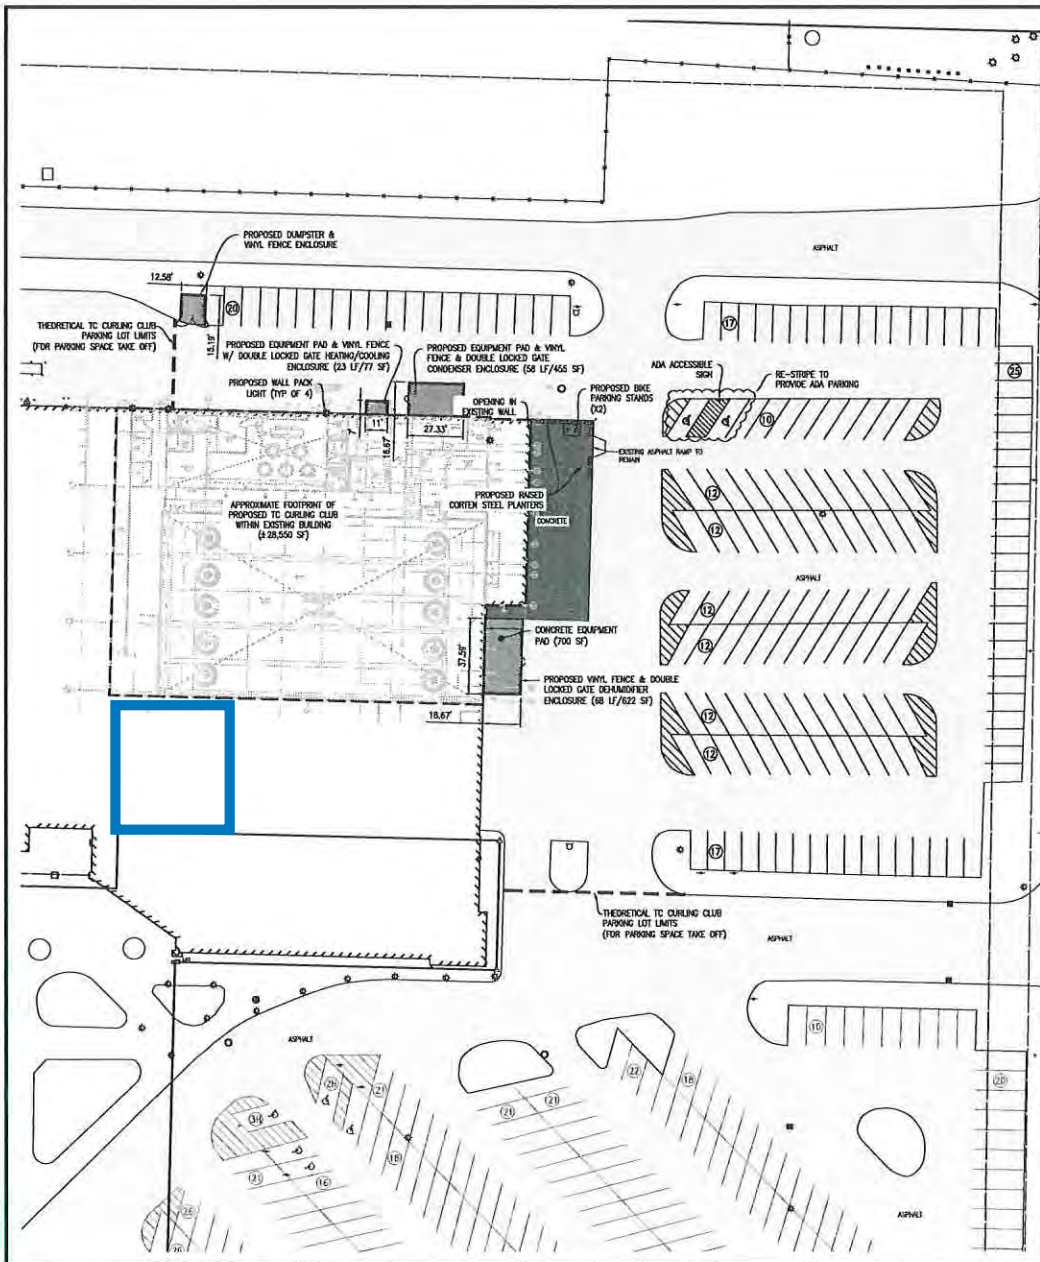 PROPOSED DUMPSTER &
VINYL FENCE ENCLOSURE
ASPHALT
12.58'
20
15.19'
17
THEORETICAL TC CURLING CLUB
PARKING LOT LIMITS
(FOR PARKING SPACE TAKE OFF)
PROPOSED EQUIPMENT PAD & VINYL FENCE
W/ DOUBLE LOCKED GATE HEATING/COOLING
ENCLOSURE (23 LF/77 SF)
PROPOSED EQUIPMENT PAD & VINYL
FENCE & DOUBLE LOCKED GATE
CONDENSER ENCLOSURE (58 LF/455 SF)
ADA ACCESSIBLE
SIGN
RE-STRIPE TO
PROVIDE ADA PARKING
25
PROPOSED WALL PACK
LIGHT (TYP OF 4)
OPENING IN
EXISTING WALL
PROPOSED BIKE
PARKING STANDS
(X2)
10
7'
11'
16.67'
27.33'
EXISTING ASPHALT RAMP TO
REMAIN
PROPOSED RAISED
CORTEN STEEL PLANTERS
CONCRETE
APPROXIMATE FOOTPRINT OF
PROPOSED TC CURLING CLUB
WITHIN EXISTING BUILDING
(±28,550 SF)
12
12
ASPHALT
12
12
CONCRETE EQUIPMENT
PAD (700 SF)
37.59'
PROPOSED VINYL FENCE & DOUBLE
LOCKED GATE DEHUMIDIFIER
ENCLOSURE (68 LF/622 SF)
18.67'
12
12
17
THEORETICAL TC CURLING CLUB
PARKING LOT LIMITS
(FOR PARKING SPACE TAKE OFF)
ASPHALT
10
ASPHALT
22
18
20
2H
21
21
21
3H
18
21
16
26
26
ASPHALT